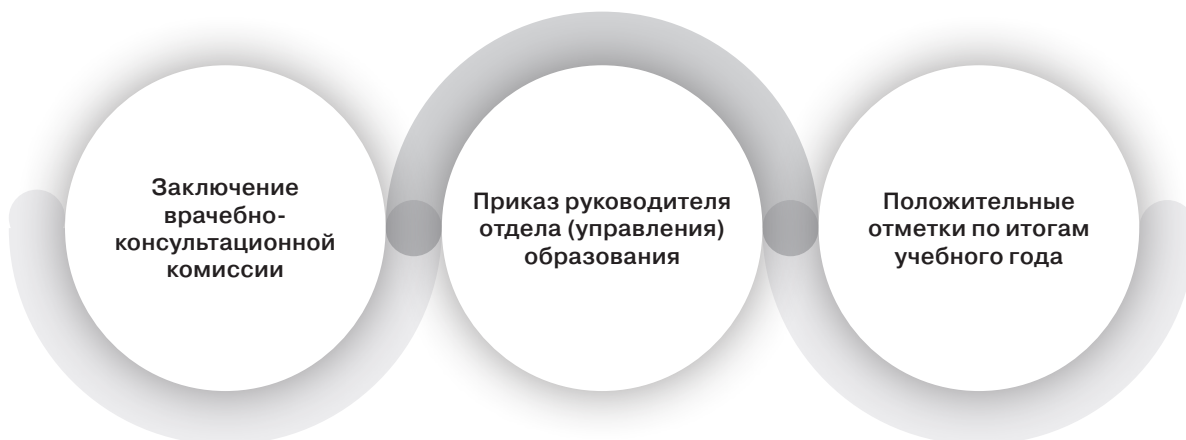 Заключение
врачебно-
консультационной
комиссии
Приказ руководителя
отдела (управления)
образования
Положительные
отметки по итогам
учебного года